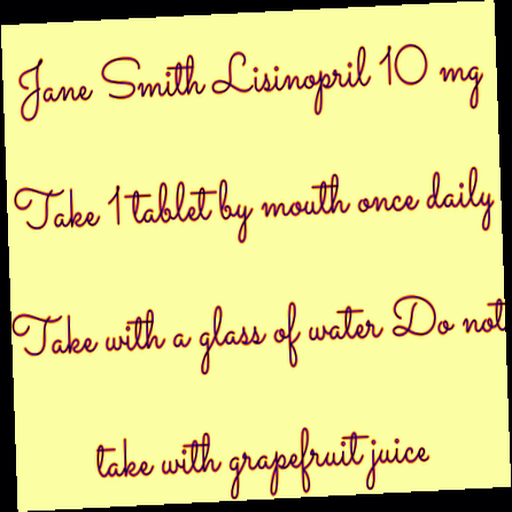 Jane Smith Lisinopril 10 mg
Take 1 tablet by mouth once daily
Take with a glass of water Do not
take with grapefruit juice